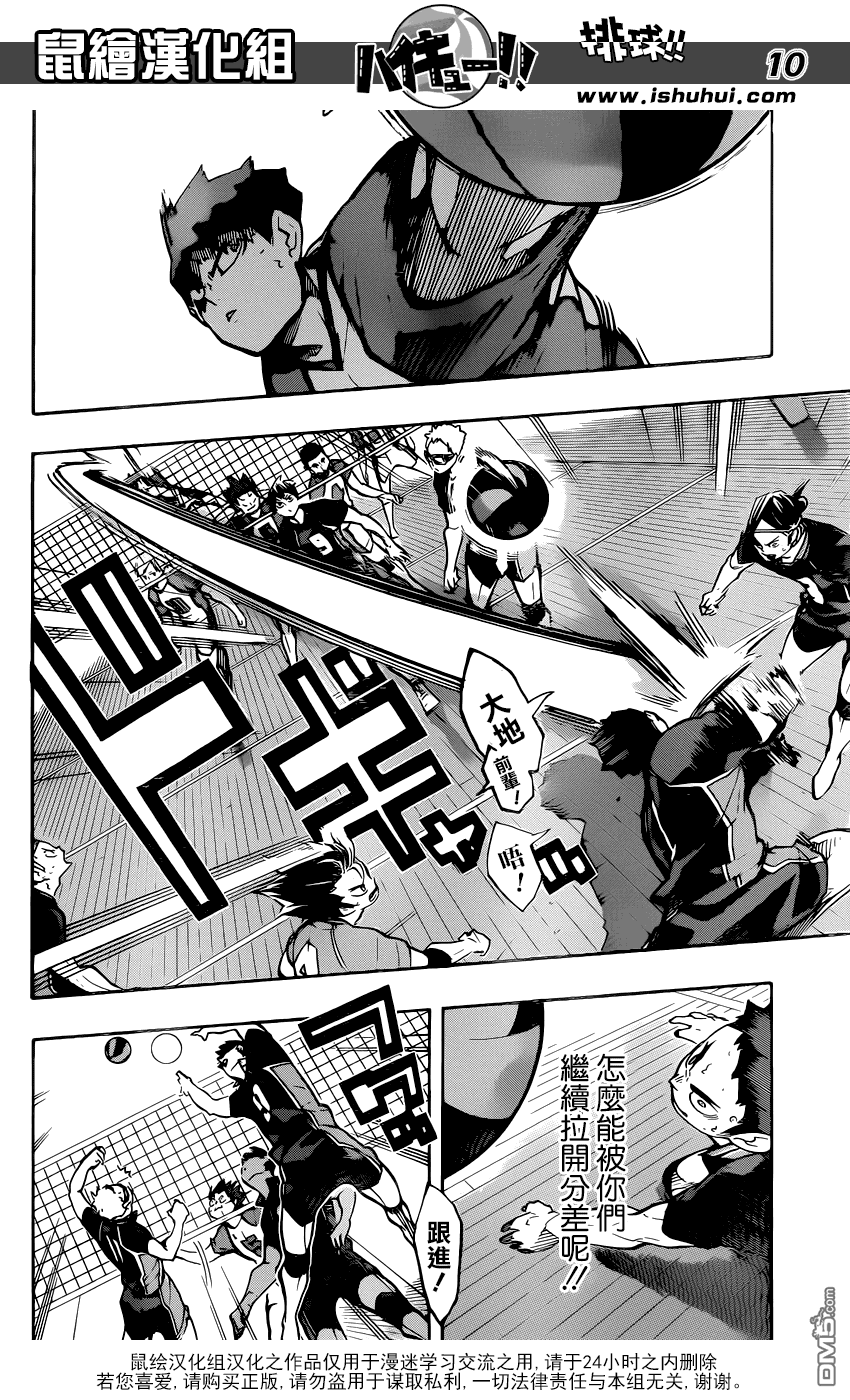 鼠繪漢化組
ハイキュー!!
排球!!
10
www.ishuhui.com
大地
前輩!
唔!
9
怎麼能被你們
繼續拉開分差呢!!
跟進!
DM5.com
鼠绘汉化组汉化之作品仅用于漫迷学习交流之用, 请于24小时之内删除
若您喜爱, 请购买正版, 请勿盗用于谋取私利, 一切法律责任与本组无关, 谢谢.